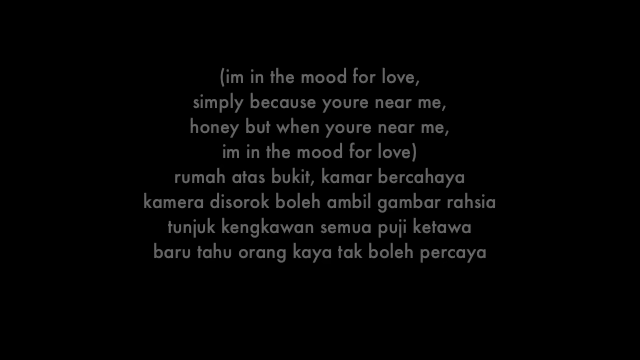 (im in the mood for love,
simply because youre near me,
honey but when youre near me,
im in the mood for love)
rumah atas bukit, kamar bercahaya
kamera disorok boleh ambil gambar rahsia
tunjuk kengkawan semua puji ketawa
baru tahu orang kaya tak boleh percaya